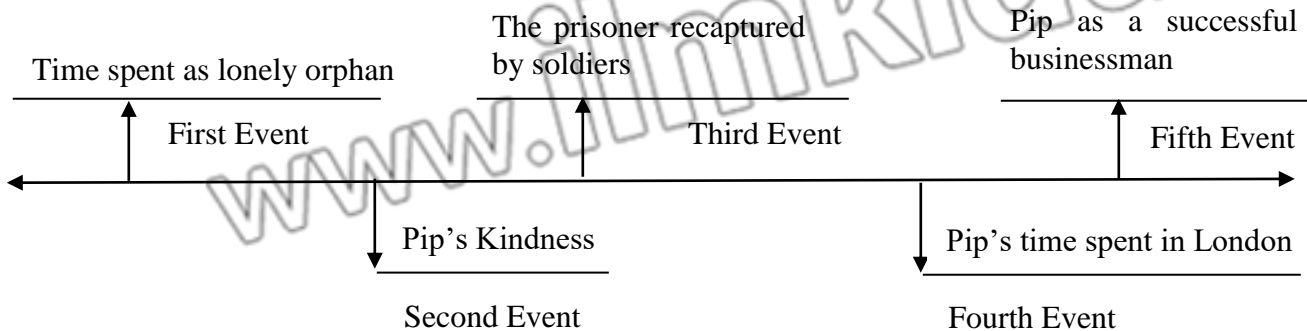 Time spent as lonely orphan
First Event
The prisoner recaptured
by soldiers
Third Event
Pip as a successful
businessman
Fifth Event
Pip's Kindness
Second Event
Pip's time spent in London
Fourth Event